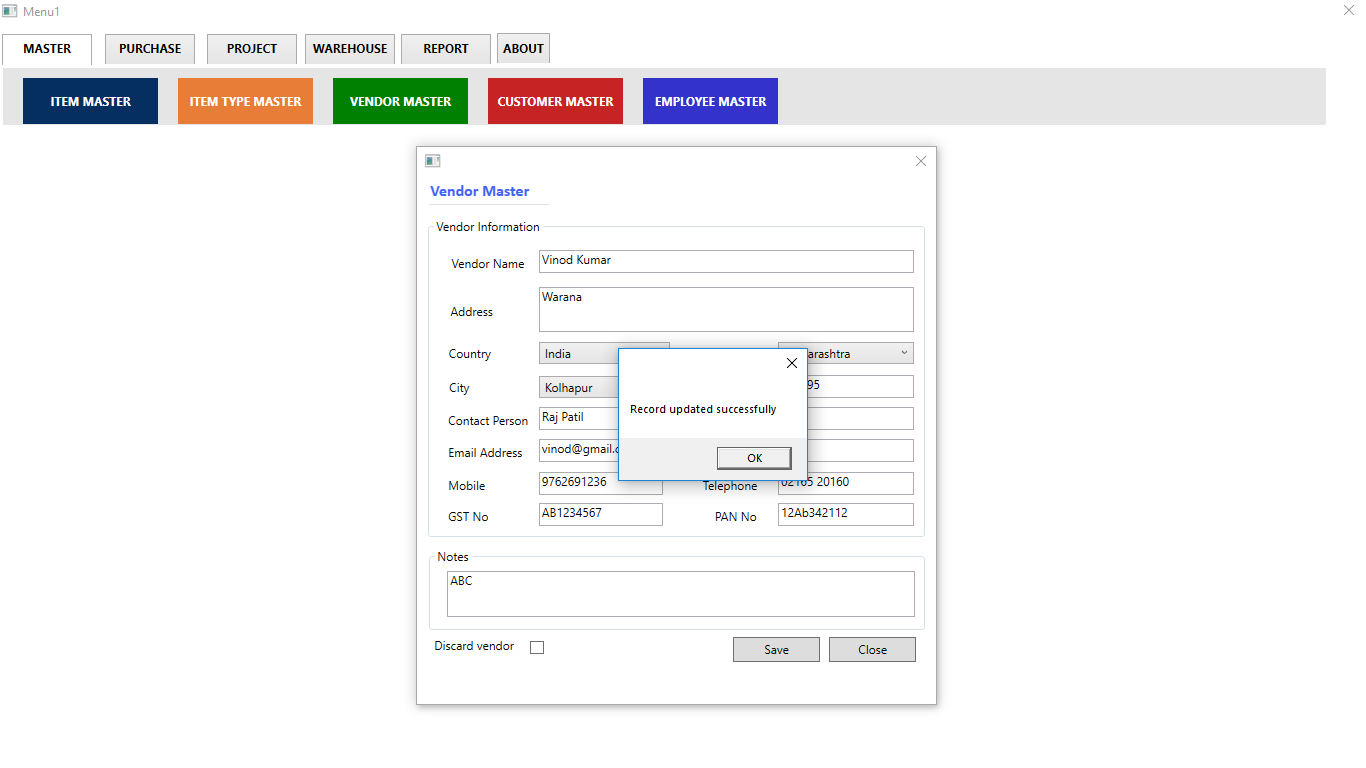 Menu1
MASTER PURCHASE PROJECT WAREHOUSE REPORT ABOUT
ITEM MASTER ITEM TYPE MASTER VENDOR MASTER CUSTOMER MASTER EMPLOYEE MASTER
Vendor Master
Vendor Information
Vendor Name Vinod Kumar
Address Warana
Country India
City Kolhapur
Contact Person Raj Patil
Record updated successfully
Email Address
OK
Mobile 9762691236 Telephone 02165 20160
GST No AB1234567 PAN No 12Ab342112
Notes
ABC
Discard vendor Save Close